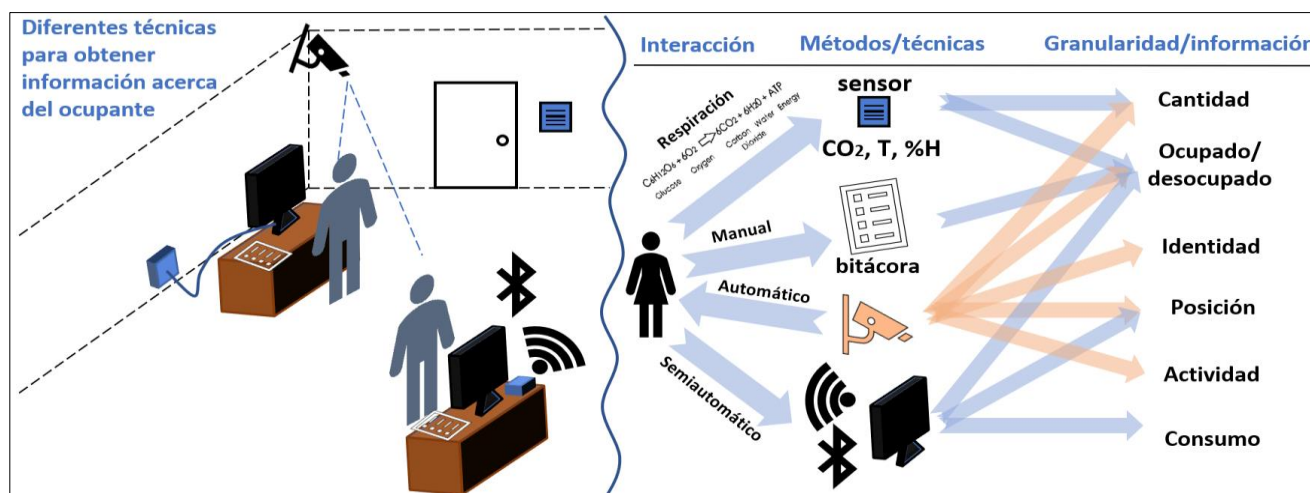 Diferentes técnicas
para obtener
información acerca
del ocupante
Interacción
Métodos/técnicas
Granularidad/información
Respiración
C₆H12O₆ + 6O₂ ⇨ 6CO₂ + 6H₂0 + ATP
Glucose Oxygen Carbon Dioxide Water Energy
sensor
CO₂, T, %H
Manual
bitácora
Automático
Semiautomático
Cantidad
Ocupado/
desocupado
Identidad
Posición
Actividad
Consumo